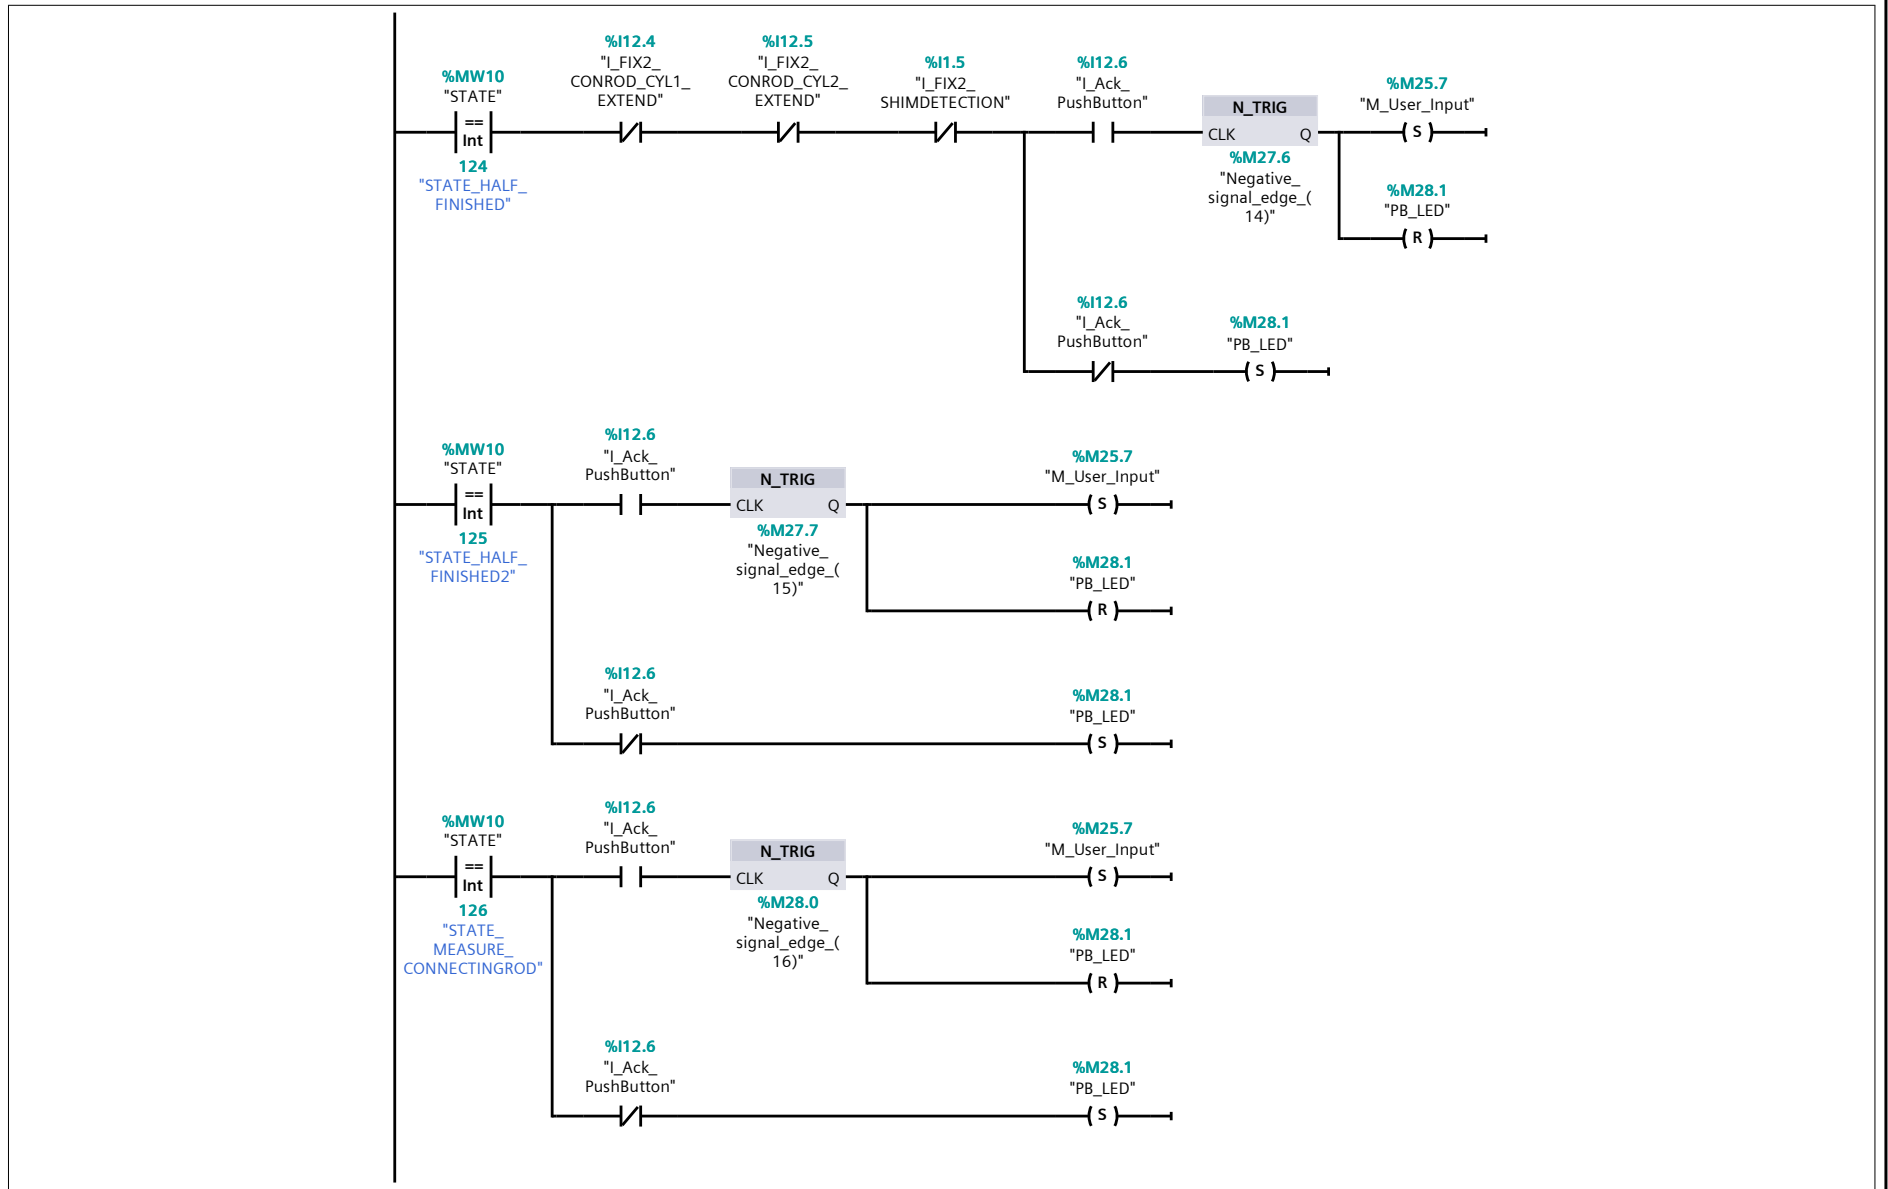 %MW10
"STATE"
==
Int
124
"STATE_HALF_
FINISHED"
%I12.4
"I_FIX2_
CONROD_CYL1_
EXTEND"
%I12.5
"I_FIX2_
CONROD_CYL2_
EXTEND"
%I1.5
"I_FIX2_
SHIMDETECTION"
%I12.6
"I_Ack_
PushButton"
N_TRIG
CLK Q
%M27.6
"Negative_
signal_edge_(
14)"
%M25.7
"M_User_Input"
S
%M28.1
"PB_LED"
R
%I12.6
"I_Ack_
PushButton"
%M28.1
"PB_LED"
S
%MW10
"STATE"
==
Int
125
"STATE_HALF_
FINISHED2"
%I12.6
"I_Ack_
PushButton"
N_TRIG
CLK Q
%M27.7
"Negative_
signal_edge_(
15)"
%M25.7
"M_User_Input"
S
%M28.1
"PB_LED"
R
%I12.6
"I_Ack_
PushButton"
%M28.1
"PB_LED"
S
%MW10
"STATE"
==
Int
126
"STATE_
MEASURE_
CONNECTINGROD"
%I12.6
"I_Ack_
PushButton"
N_TRIG
CLK Q
%M28.0
"Negative_
signal_edge_(
16)"
%M25.7
"M_User_Input"
S
%M28.1
"PB_LED"
R
%I12.6
"I_Ack_
PushButton"
%M28.1
"PB_LED"
S